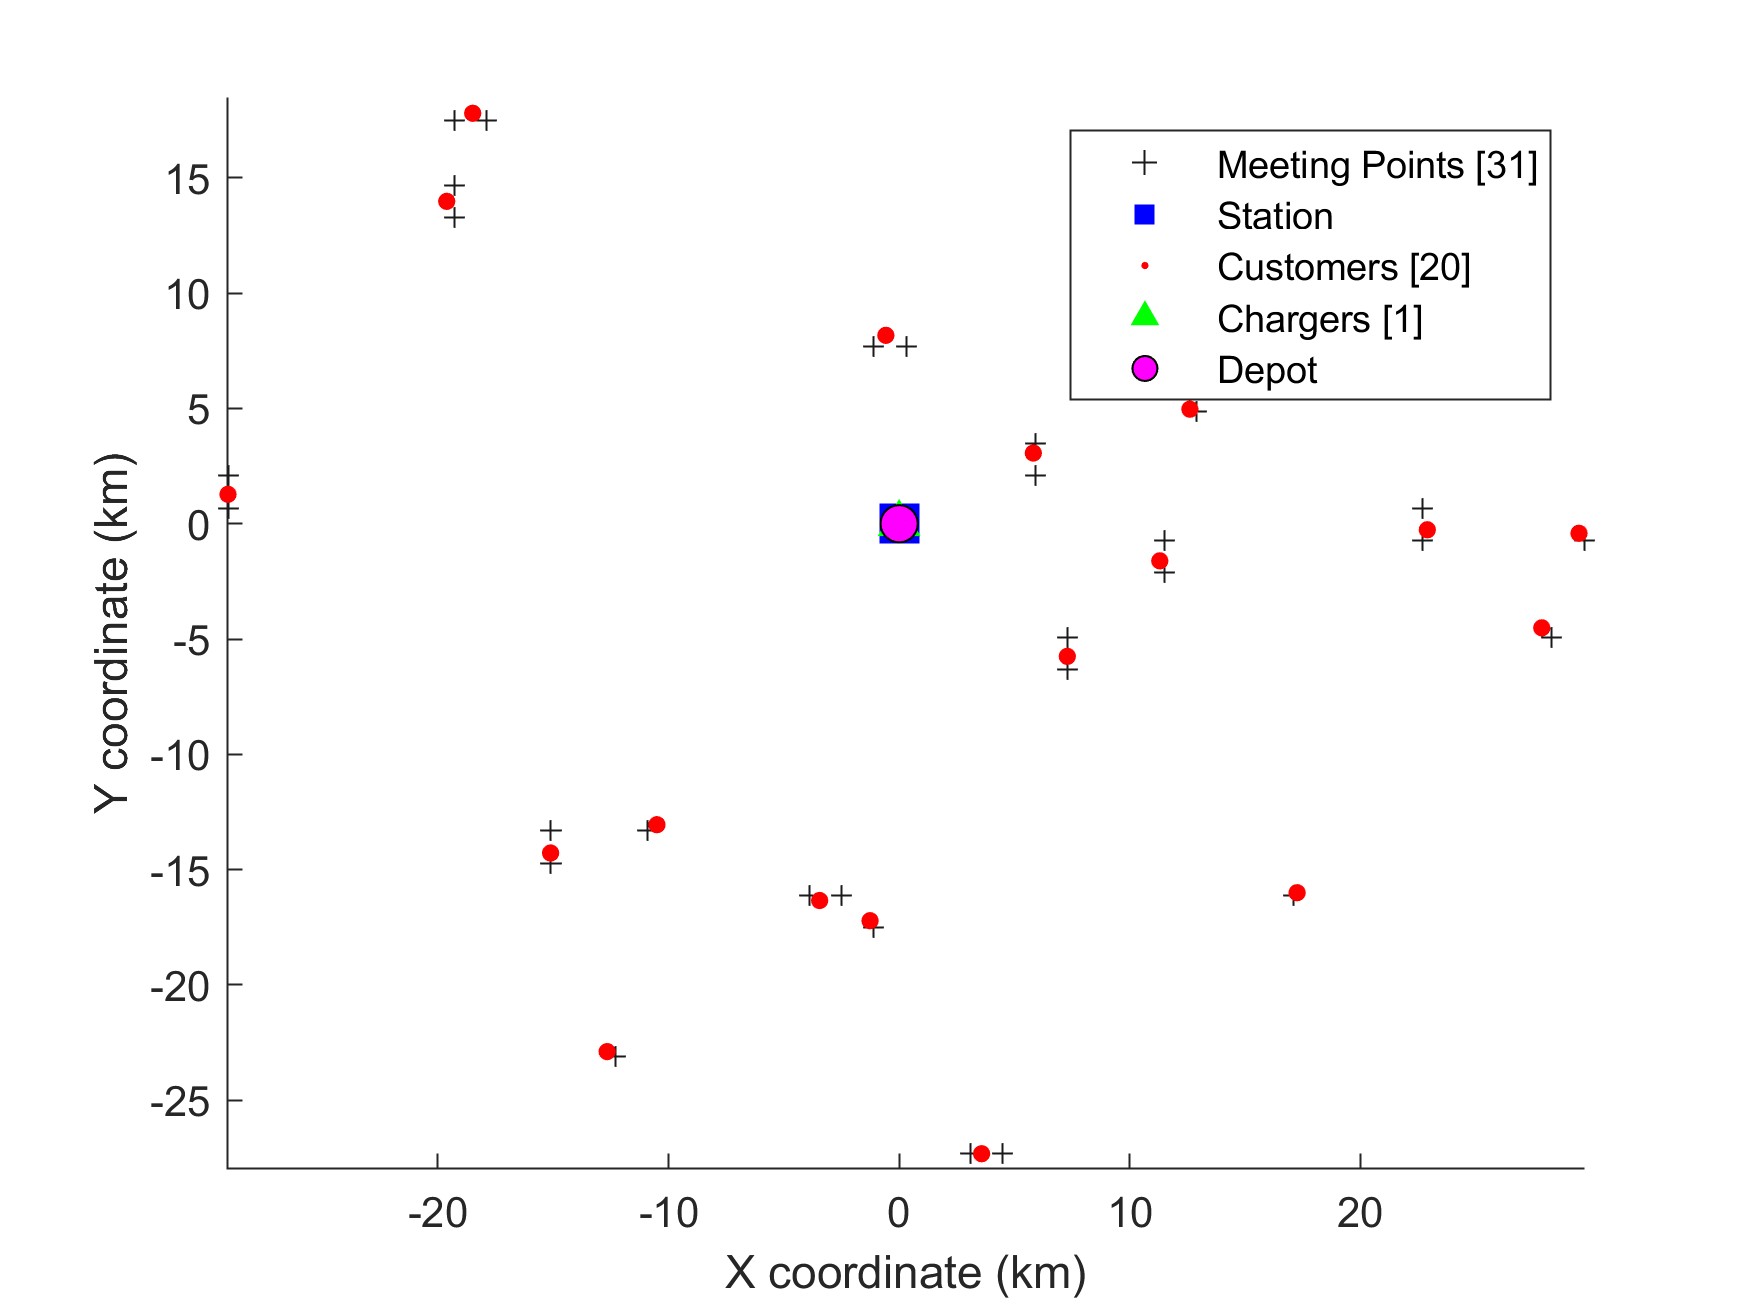 15
10
5
0
-5
-10
-15
-20
-25
Y coordinate (km)
Meeting Points [31]
Station
Customers [20]
Chargers [1]
Depot
-20 -10 0 10 20
X coordinate (km)